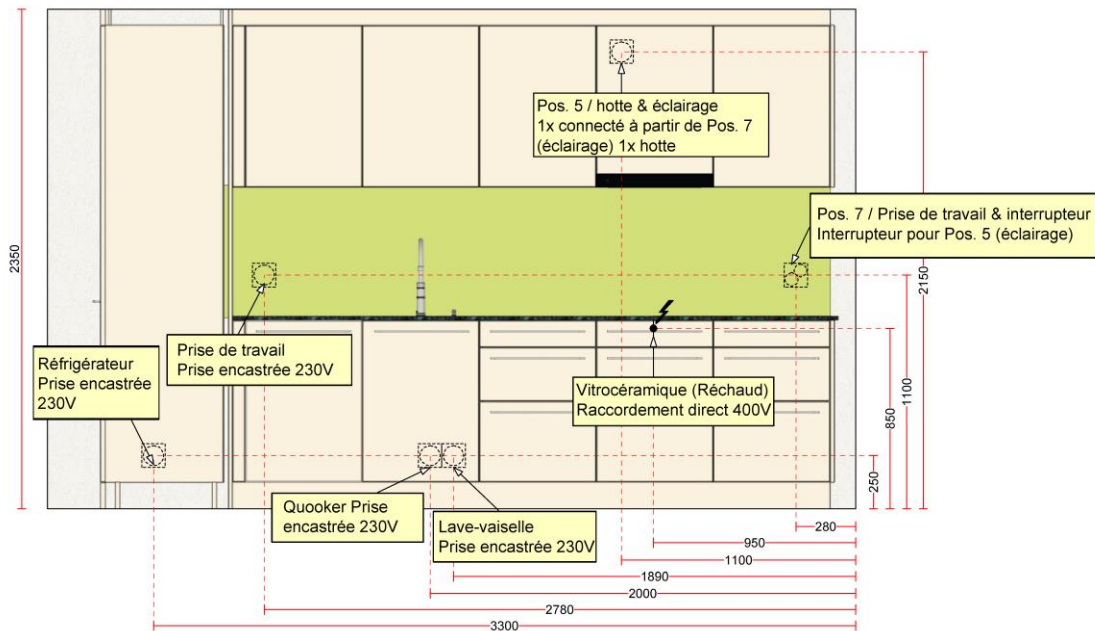 Pos. 5 / hotte & éclairage
1x connecté à partir de Pos. 7
(éclairage) 1x hotte
Pos. 7 / Prise de travail & interrupteur
Interrupteur pour Pos. 5 (éclairage)
2350
2150
Prise de travail
Prise encastrée 230V
Réfrigérateur
Prise encastrée
230V
Vitrocéramique (Réchaud)
Raccordement direct 400V
1100
850
250
Quooker Prise
encastrée 230V
Lave-vaiselle
Prise encastrée 230V
280
950
1100
1890
2000
2780
3300